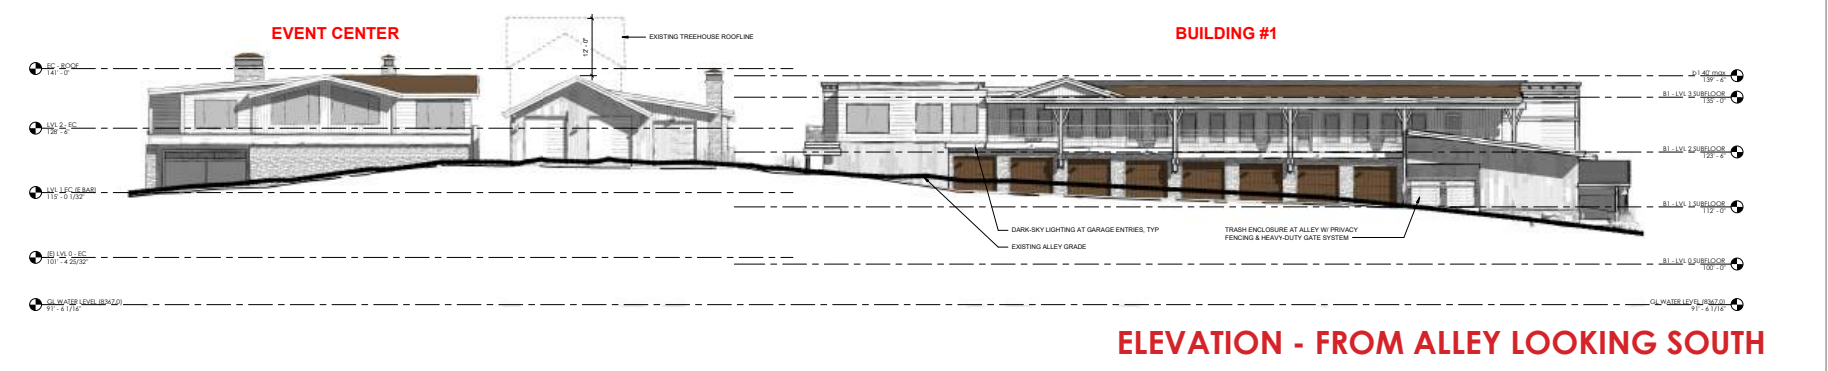 EVENT CENTER
BUILDING #1
12' - 0"
EXISTING TREEHOUSE ROOFLINE
EC - ROOF
141' - 0"
b1 40' max
139' - 6"
B1 - LVL 3 SUBFLOOR
135' - 0"
LVL 2 - EC
128' - 6"
B1 - LVL 2 SUBFLOOR
123' - 6"
LVL 1 EC (E BAR)
115' - 0 1/32"
B1 - LVL 1 SUBFLOOR
112' - 0"
DARK-SKY LIGHTING AT GARAGE ENTRIES, TYP
EXISTING ALLEY GRADE
TRASH ENCLOSURE AT ALLEY W/ PRIVACY
FENCING & HEAVY-DUTY GATE SYSTEM
(E) LVL 0 - EC
101' - 4 25/32"
B1 - LVL 0 SUBFLOOR
100' - 0"
GL WATER LEVEL (8367.0)
91' - 6 1/16"
GL WATER LEVEL (8367.0)
91' - 6 1/16"
ELEVATION - FROM ALLEY LOOKING SOUTH